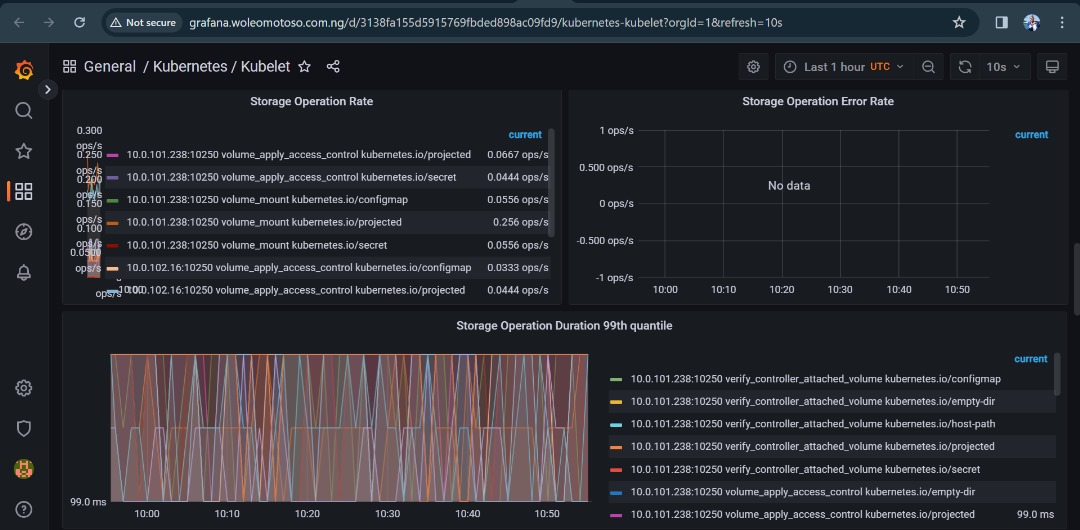 Not secure
grafana.woleomotoso.com.ng/d/3138fa155d5915769fbded898ac09fd9/kubernetes-kubelet?orgId=1&refresh=10s
General / Kubernetes / Kubelet
Last 1 hour UTC
10s
Storage Operation Rate
0.300 ops/s
0.250 ops/s
0.200 ops/s
0.150 ops/s
0.100 ops/s
0.0500 ops/s
ops/s
10:00
current
10.0.101.238:10250 volume_apply_access_control kubernetes.io/projected 0.0667 ops/s
10.0.101.238:10250 volume_apply_access_control kubernetes.io/secret 0.0444 ops/s
10.0.101.238:10250 volume_mount kubernetes.io/configmap 0.0556 ops/s
10.0.101.238:10250 volume_mount kubernetes.io/projected 0.256 ops/s
10.0.101.238:10250 volume_mount kubernetes.io/secret 0.0556 ops/s
10.0.102.16:10250 volume_apply_access_control kubernetes.io/configmap 0.0333 ops/s
10.0.102.16:10250 volume_apply_access_control kubernetes.io/projected 0.0444 ops/s
Storage Operation Error Rate
current
1 ops/s
0.500 ops/s
No data
0 ops/s
-0.500 ops/s
-1 ops/s
10:00 10:10 10:20 10:30 10:40 10:50
Storage Operation Duration 99th quantile
99.0 ms
10:00 10:10 10:20 10:30 10:40 10:50
current
10.0.101.238:10250 verify_controller_attached_volume kubernetes.io/configmap
10.0.101.238:10250 verify_controller_attached_volume kubernetes.io/empty-dir
10.0.101.238:10250 verify_controller_attached_volume kubernetes.io/host-path
10.0.101.238:10250 verify_controller_attached_volume kubernetes.io/projected
10.0.101.238:10250 verify_controller_attached_volume kubernetes.io/secret
10.0.101.238:10250 volume_apply_access_control kubernetes.io/empty-dir
10.0.101.238:10250 volume_apply_access_control kubernetes.io/projected 99.0 ms